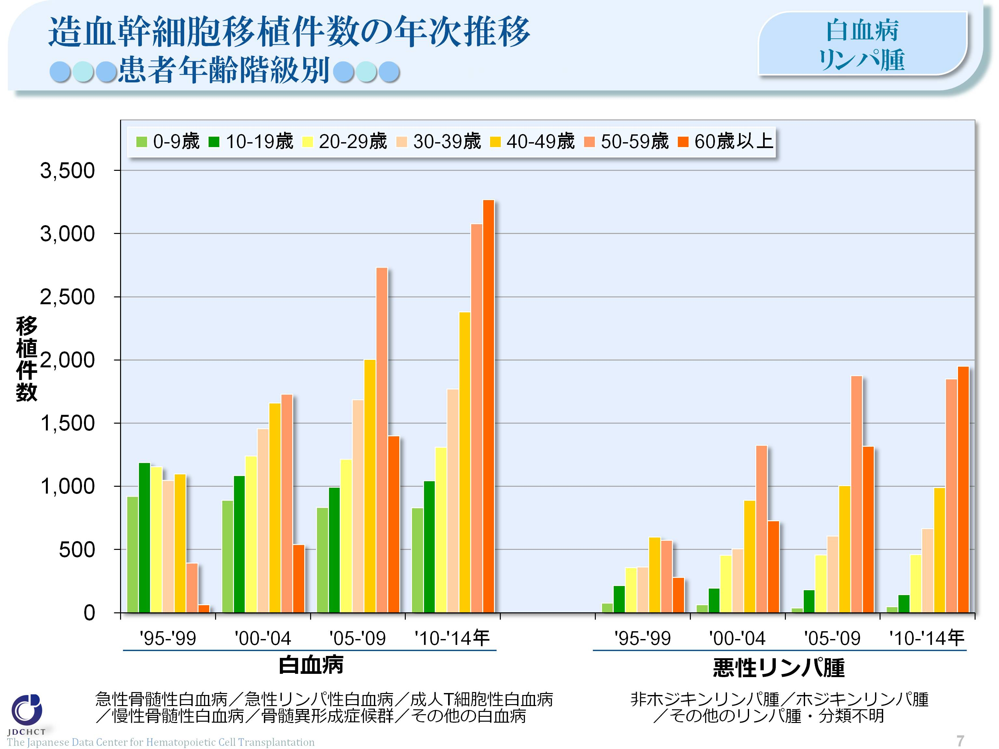 造血幹細胞移植件数の年次推移
患者年齢階級別
白血病
リンパ腫
0-9歳 10-19歳 20-29歳 30-39歳 40-49歳 50-59歳 60歳以上
移植件数
3,500
3,000
2,500
2,000
1,500
1,000
500
0
'95-'99 '00-'04 '05-'09 '10-'14年 '95-'99 '00-'04 '05-'09 '10-'14年
白血病 悪性リンパ腫
急性骨髄性白血病／急性リンパ性白血病／成人T細胞性白血病
／慢性骨髄性白血病／骨髄異形成症候群／その他の白血病
非ホジキンリンパ腫／ホジキンリンパ腫
／その他のリンパ腫・分類不明
JDCHCT
The Japanese Data Center for Hematopoietic Cell Transplantation
7